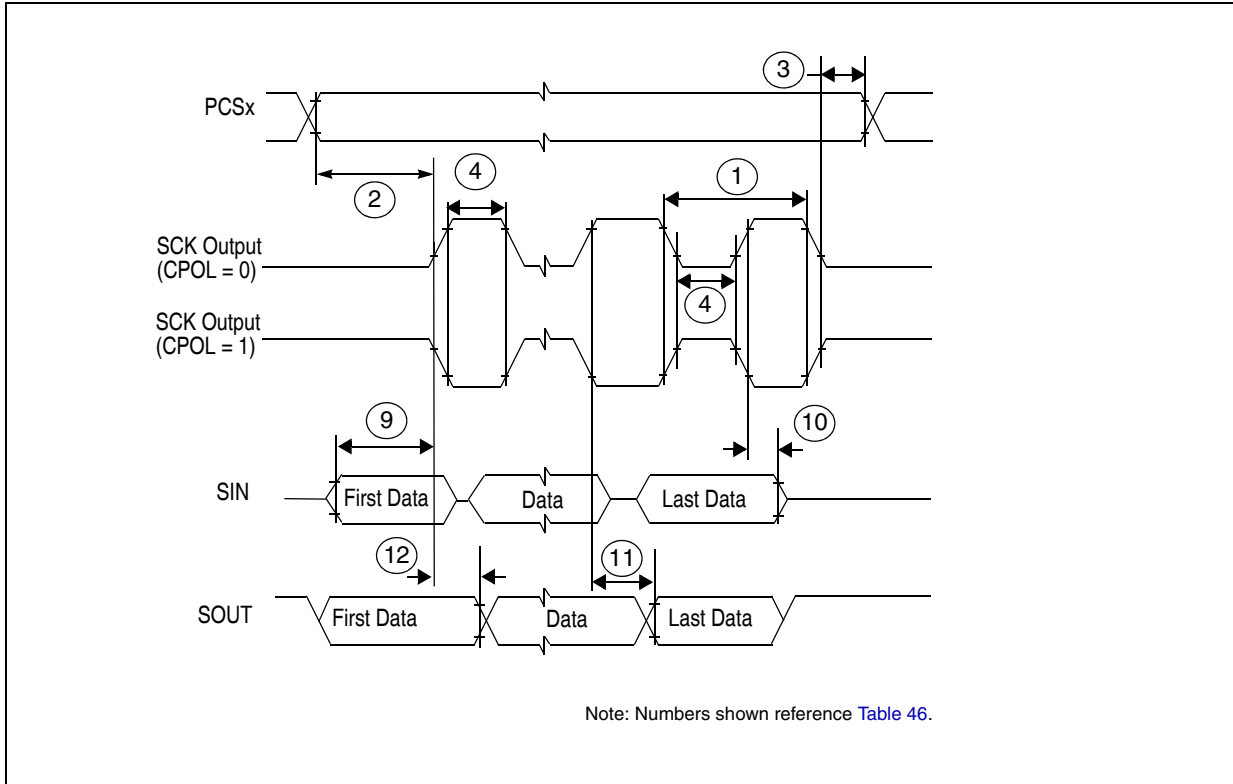 3
PCSx
2
4
1
SCK Output
(CPOL = 0)
4
SCK Output
(CPOL = 1)
9
10
SIN
First Data
Data
Last Data
12
11
SOUT
First Data
Data
Last Data
Note: Numbers shown reference Table 46.